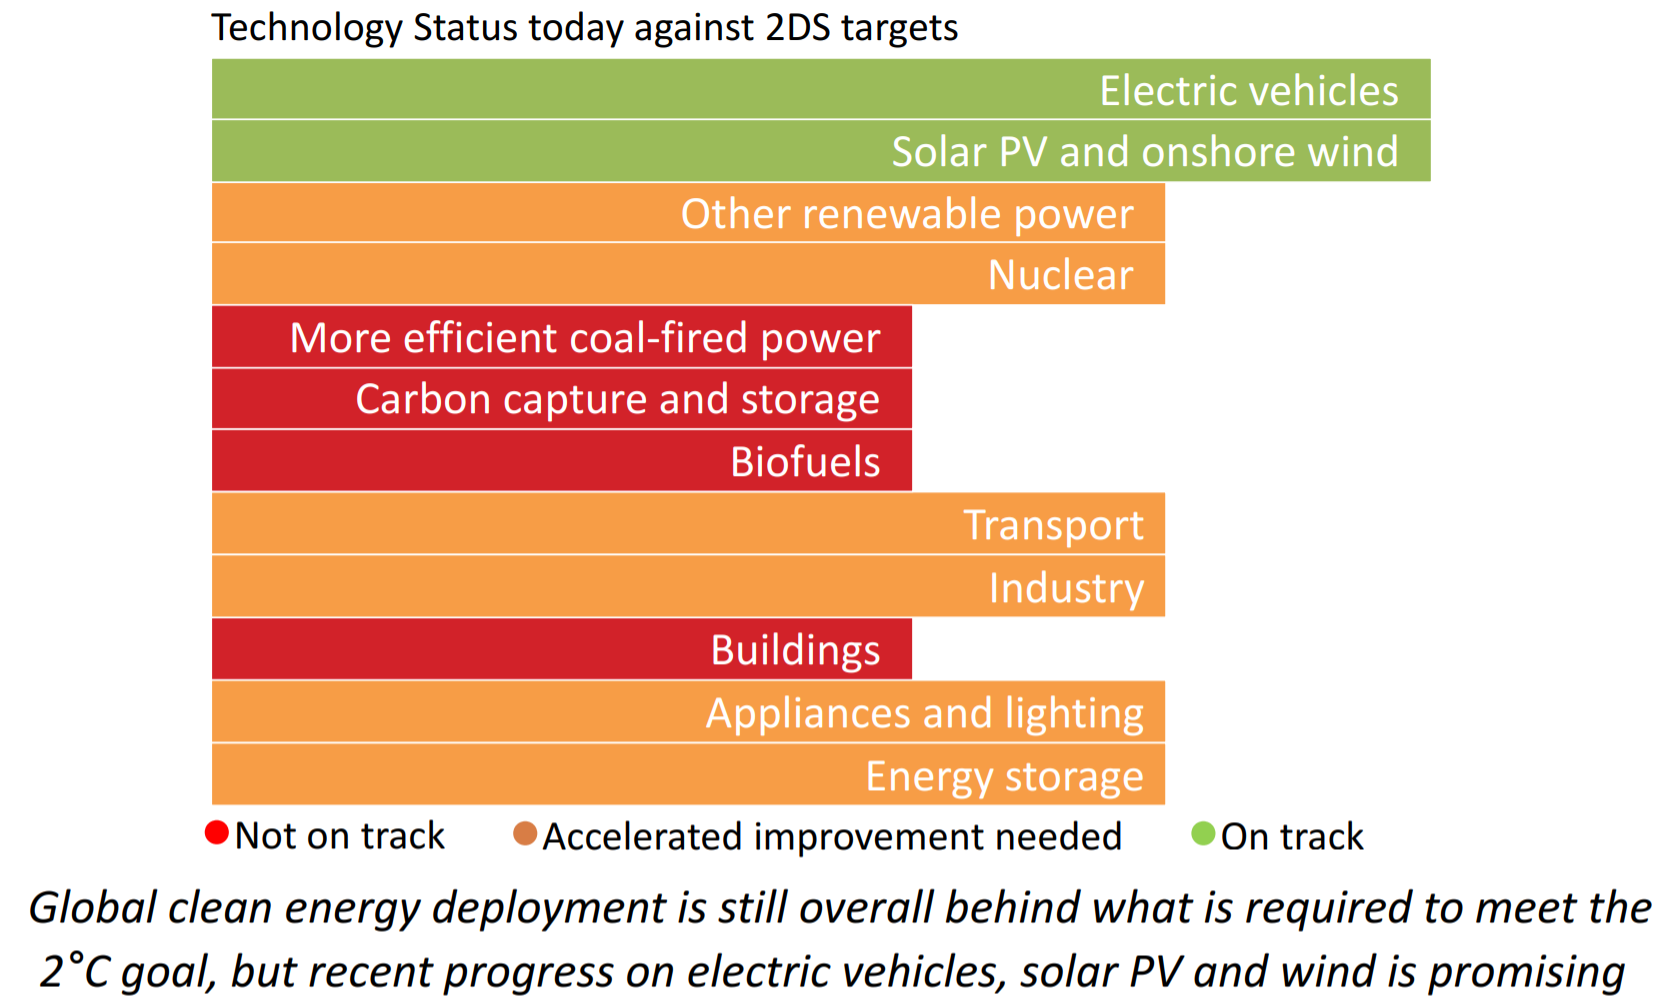 Technology Status today against 2DS targets
Electric vehicles
Solar PV and onshore wind
Other renewable power
Nuclear
More efficient coal-fired power
Carbon capture and storage
Biofuels
Transport
Industry
Buildings
Appliances and lighting
Energy storage
Not on track
Accelerated improvement needed
On track
Global clean energy deployment is still overall behind what is required to meet the
2°C goal, but recent progress on electric vehicles, solar PV and wind is promising